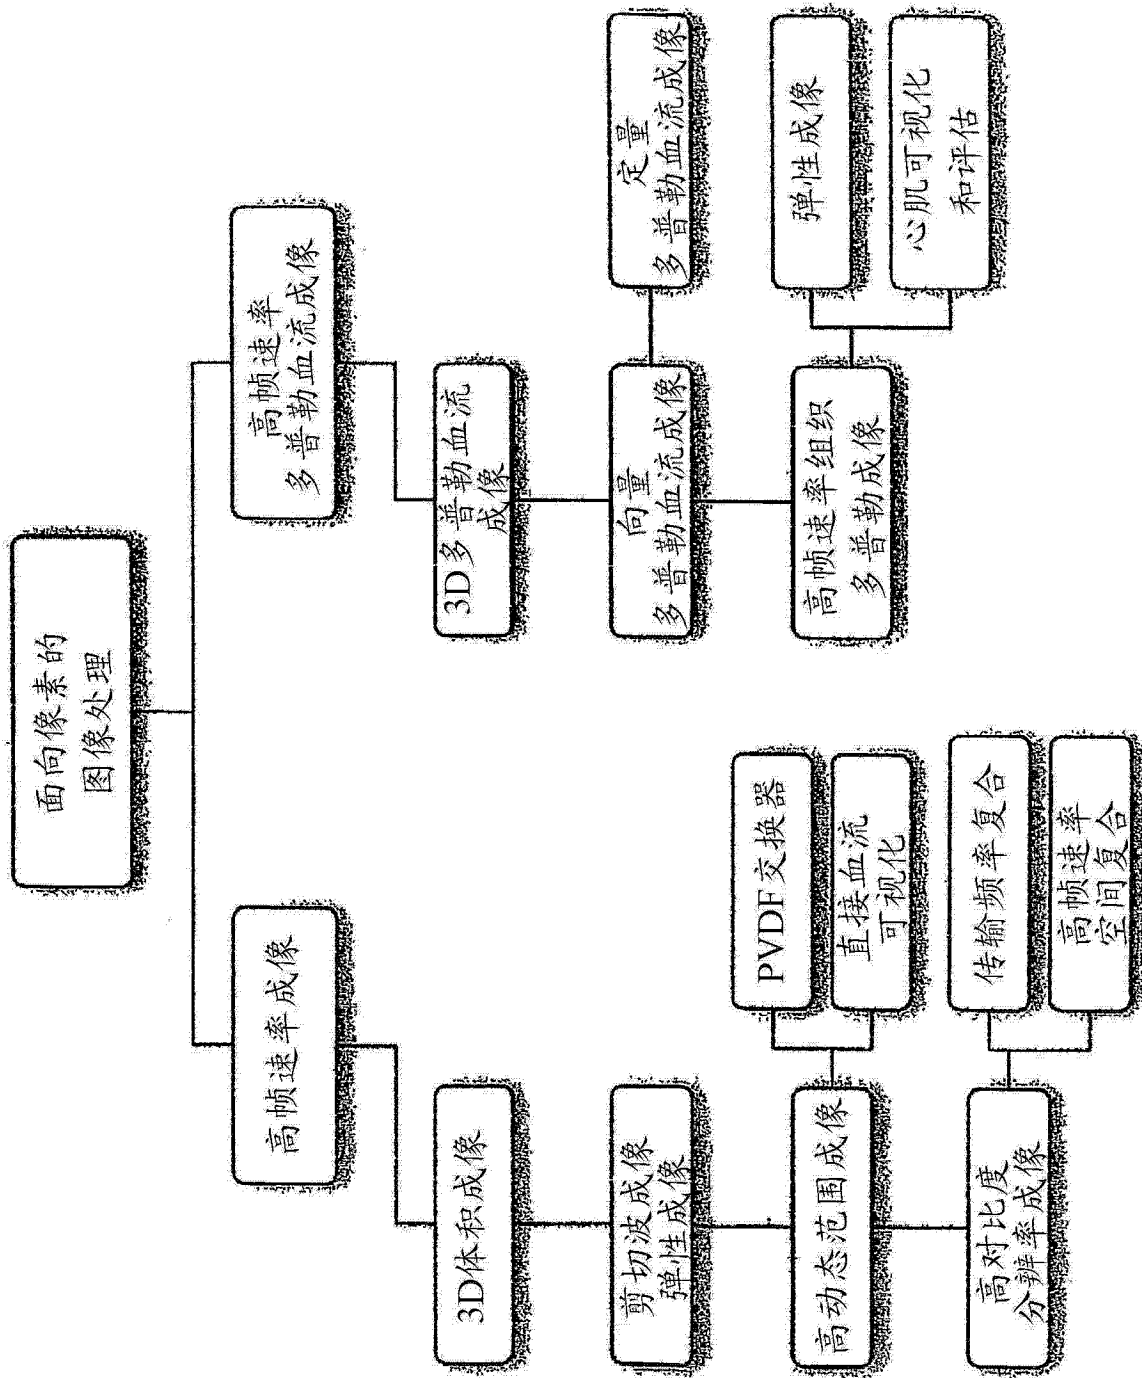 面向像素的
图像处理
高帧速率成像
3D体积成像
剪切波成像
弹性成像
高动态范围成像
PVDF交换器
直接血流
可视化
高对比度
分辨率成像
传输频率复合
高帧速率
空间复合
高帧速率
多普勒血流成像
3D多普勒血流
成像
向量
多普勒血流成像
定量
多普勒血流成像
高帧速率组织
多普勒成像
弹性成像
心肌可视化
和评估